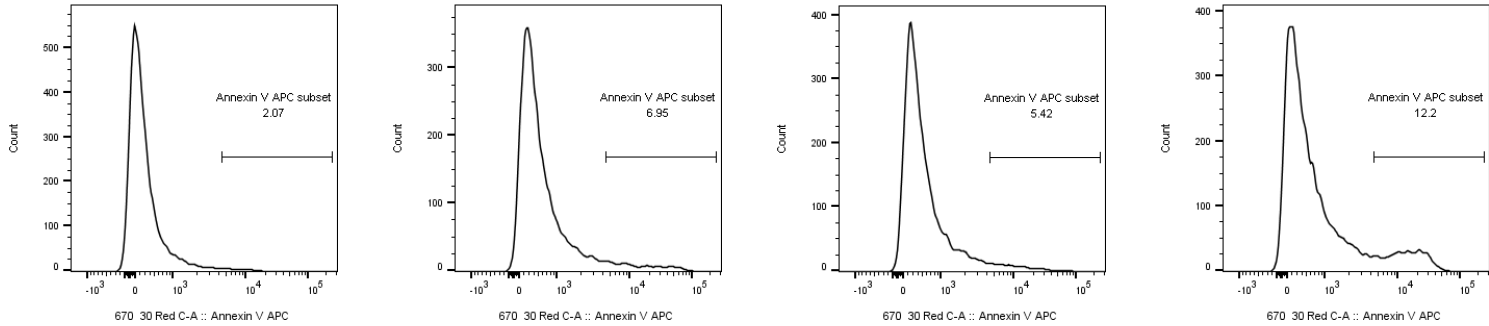 500
400
300
200
100
0
Count
Annexin V APC subset
2.07
-10³ 0 10³ 10⁴ 10⁵
670_30 Red C-A :: Annexin V APC
300
200
100
0
Count
Annexin V APC subset
6.95
-10³ 0 10³ 10⁴ 10⁵
670_30 Red C-A :: Annexin V APC
400
300
200
100
0
Count
Annexin V APC subset
5.42
-10³ 0 10³ 10⁴ 10⁵
670_30 Red C-A :: Annexin V APC
400
300
200
100
0
Count
Annexin V APC subset
12.2
-10³ 0 10³ 10⁴ 10⁵
670_30 Red C-A :: Annexin V APC